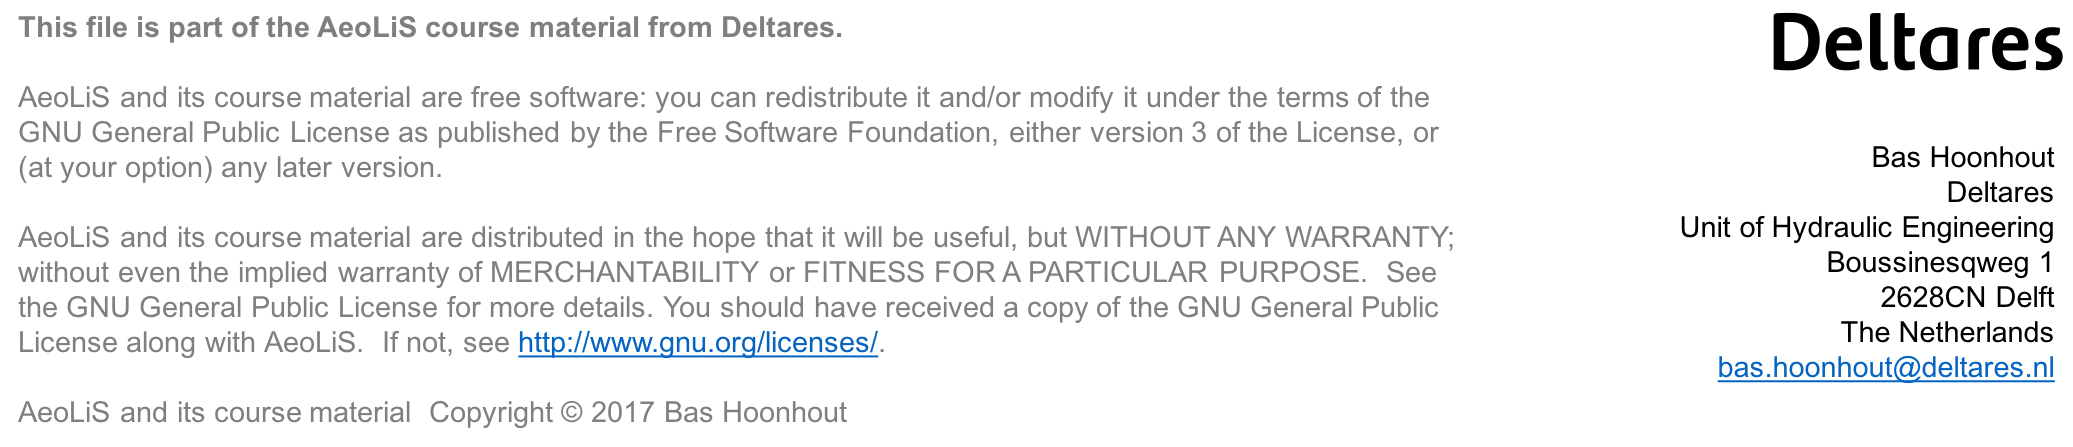 This file is part of the AeoLiS course material from Deltares.
AeoLiS and its course material are free software: you can redistribute it and/or modify it under the terms of the
GNU General Public License as published by the Free Software Foundation, either version 3 of the License, or
(at your option) any later version.
AeoLiS and its course material are distributed in the hope that it will be useful, but WITHOUT ANY WARRANTY;
without even the implied warranty of MERCHANTABILITY or FITNESS FOR A PARTICULAR PURPOSE.  See
the GNU General Public License for more details. You should have received a copy of the GNU General Public
License along with AeoLiS.  If not, see http://www.gnu.org/licenses/.
AeoLiS and its course material  Copyright © 2017 Bas Hoonhout
Deltares
Bas Hoonhout
Deltares
Unit of Hydraulic Engineering
Boussinesqweg 1
2628CN Delft
The Netherlands
bas.hoonhout@deltares.nl